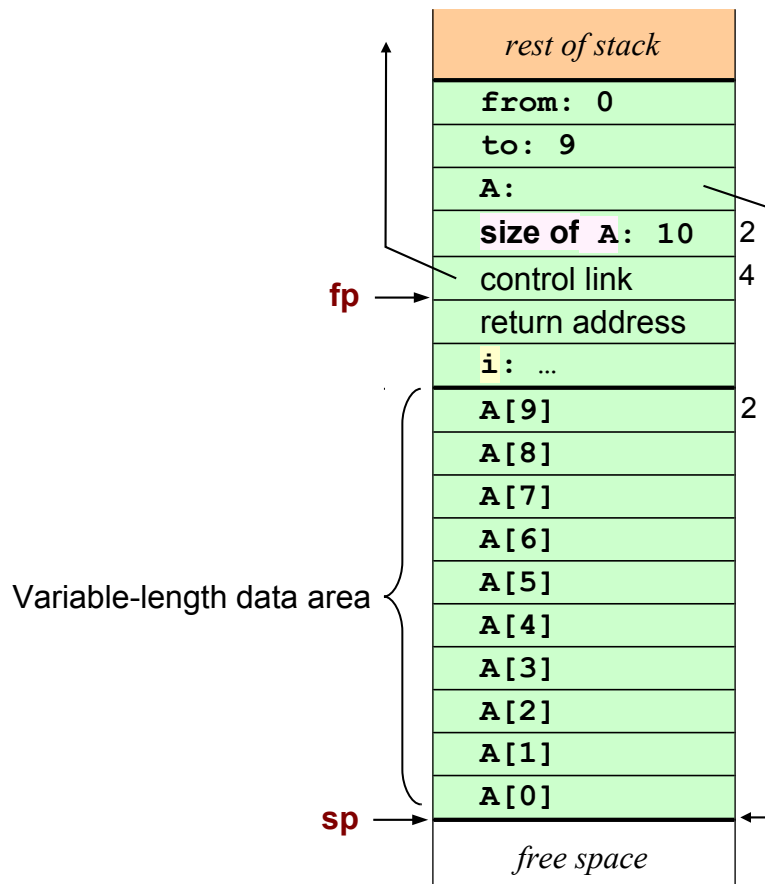 rest of stack
from: 0
to: 9
A:
size of A: 10 2
control link 4
fp
return address
i: …
A[9] 2
A[8]
A[7]
A[6]
A[5]
Variable-length data area
A[4]
A[3]
A[2]
A[1]
A[0]
sp
free space